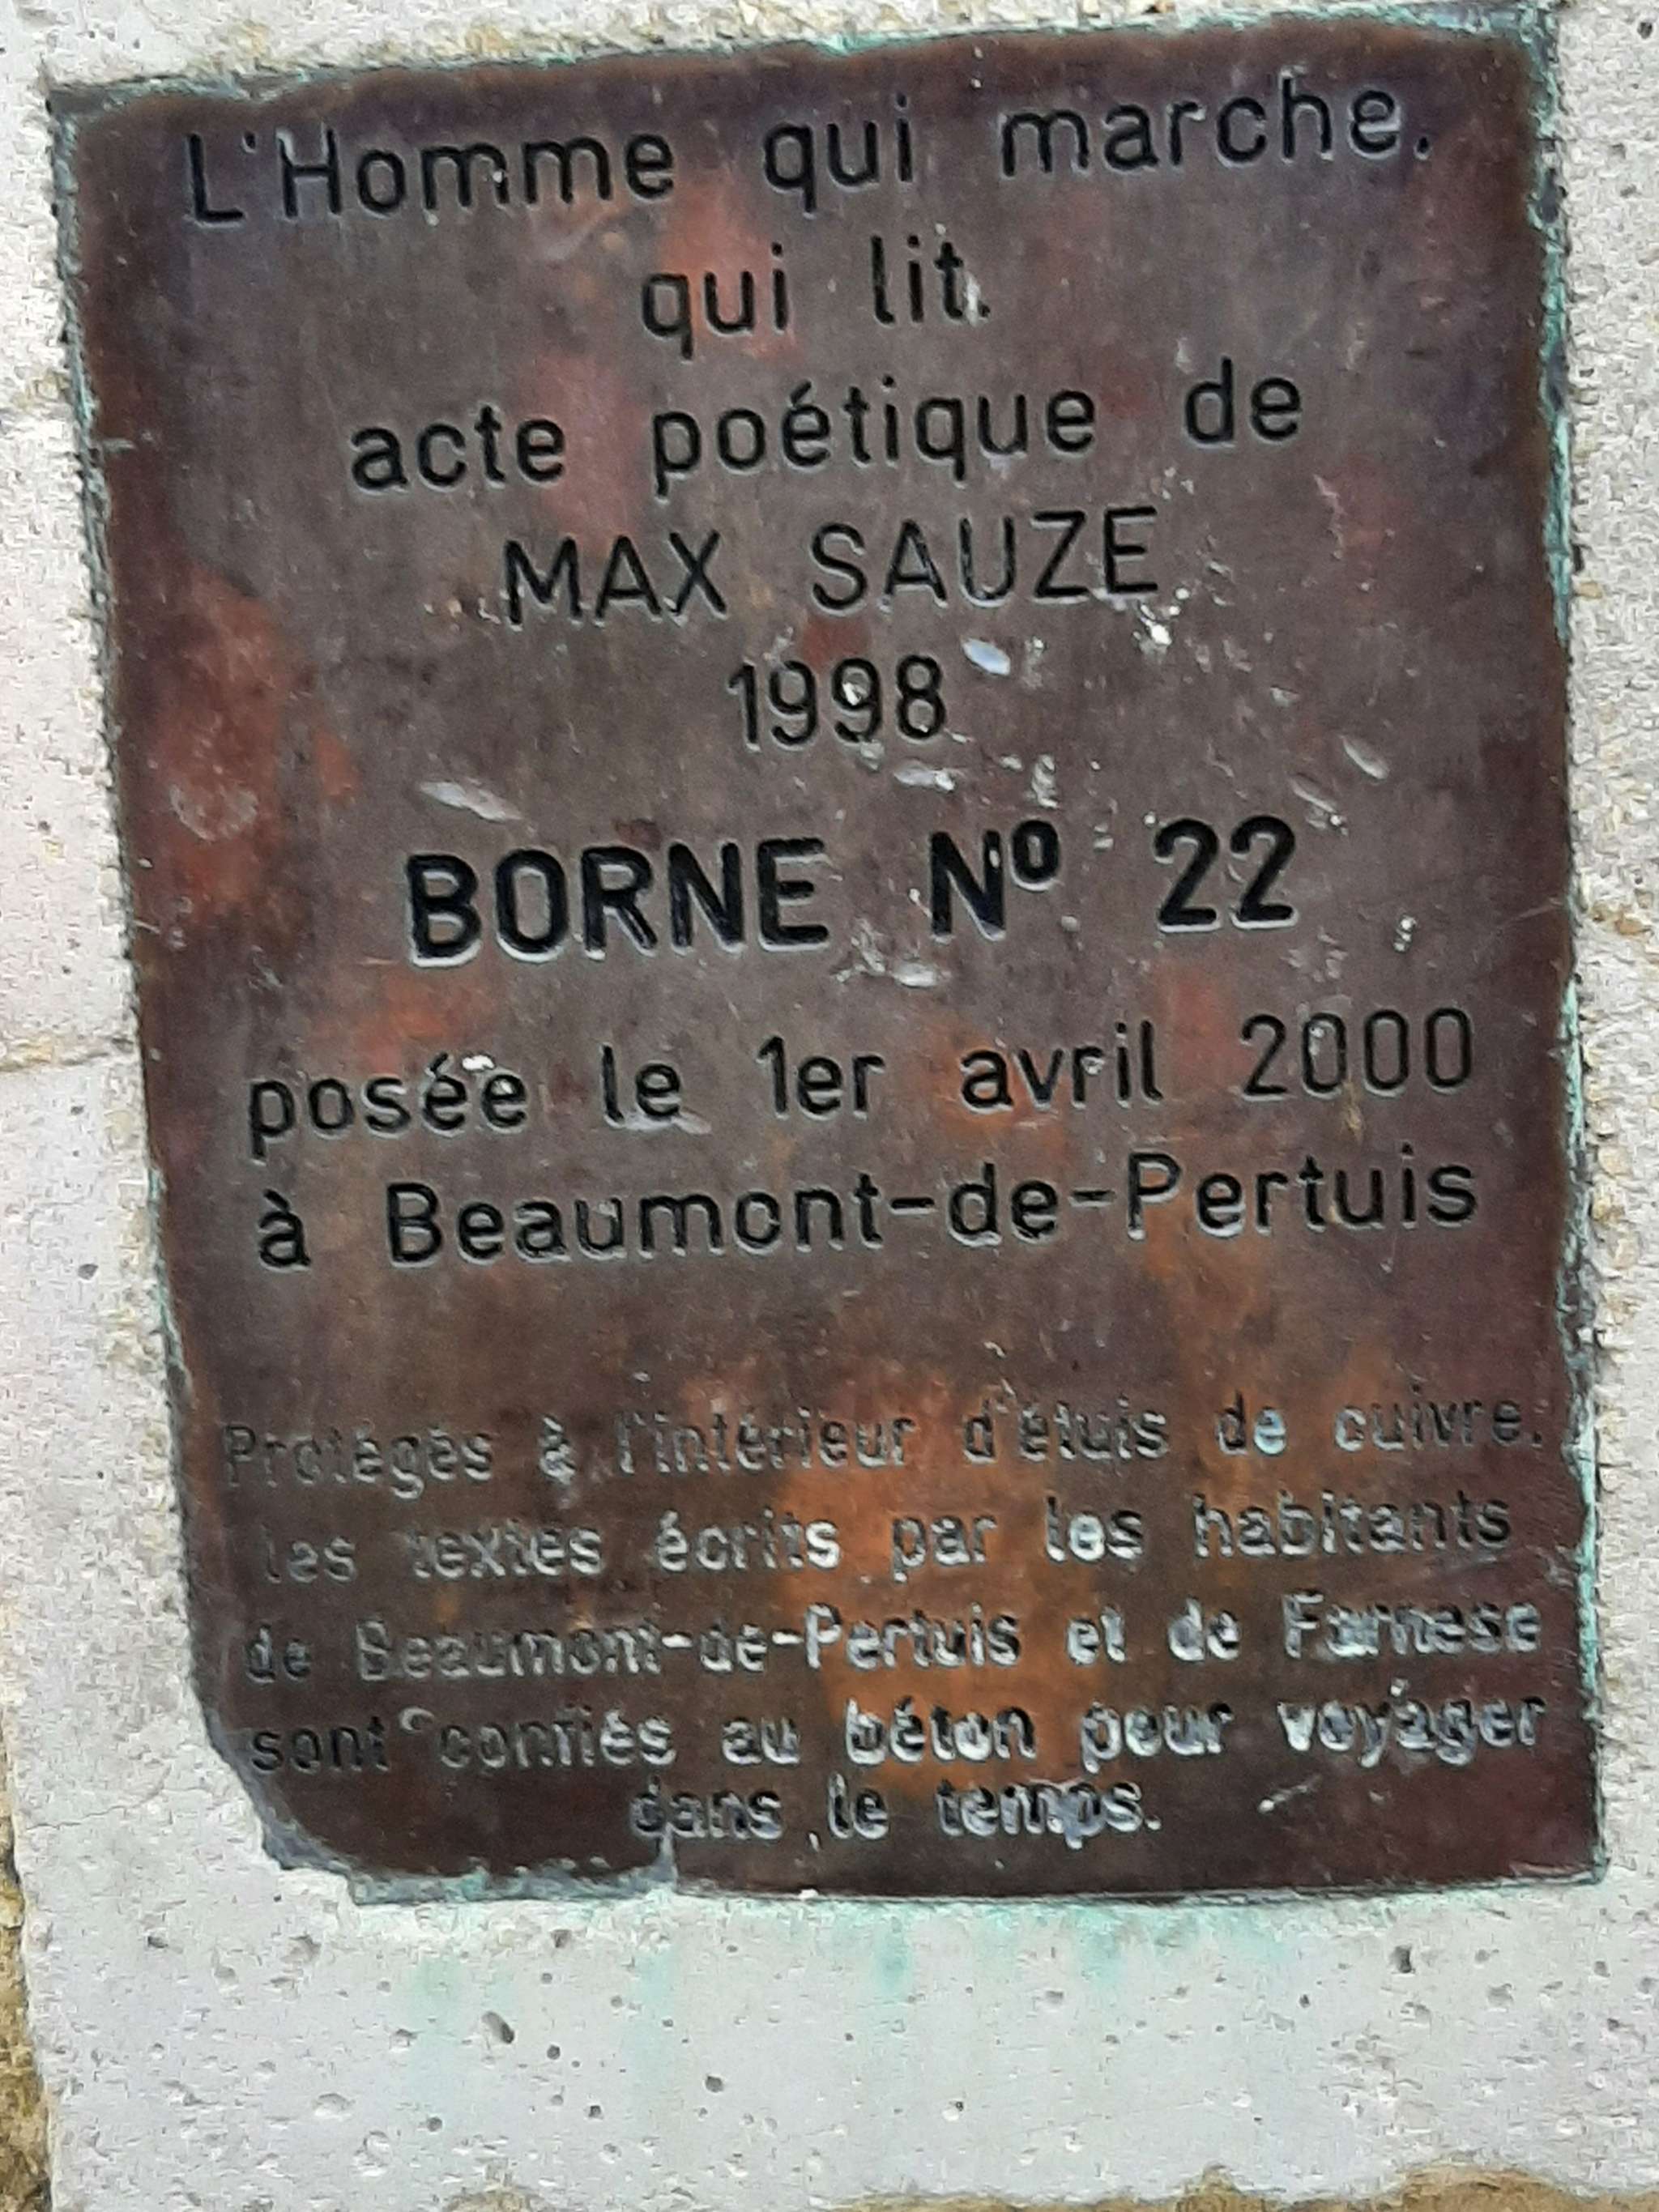 L'Homme qui marche.
qui lit.
acte poétique de
MAX SAUZE
1998
BORNE Nº 22
posée le 1er avril 2000
à Beaumont-de-Pertuis
Protégés à l'intérieur d'étuis de cuivre,
les textes écrits par les habitants
de Beaumont-de-Pertuis et de Farnese
sont confiés au béton pour voyager
dans le temps.